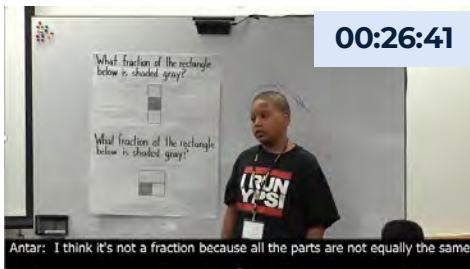 00:26:41
What fraction of the rectangle
below is shaded gray?
What fraction of the rectangle
below is shaded gray?
I RUN
YPSI
Antar: I think it's not a fraction because all the parts are not equally the same